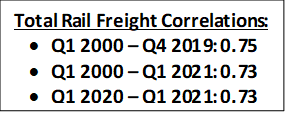 Total Rail Freight Correlations:
• Q1 2000 – Q4 2019: 0.75
• Q1 2000 – Q1 2021: 0.73
• Q1 2020 – Q1 2021: 0.73